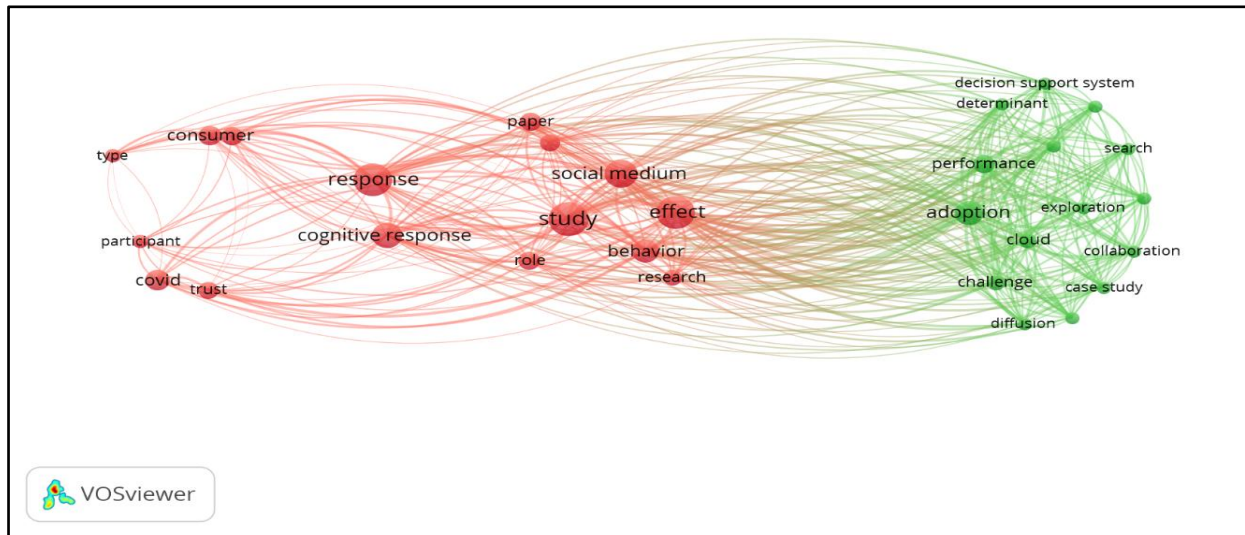 decision support system
determinant
paper
consumer
search
type
performance
social medium
response
exploration
effect
adoption
study
cognitive response
cloud
participant
behavior
collaboration
role
research
covid
challenge
trust
case study
diffusion
VOSviewer